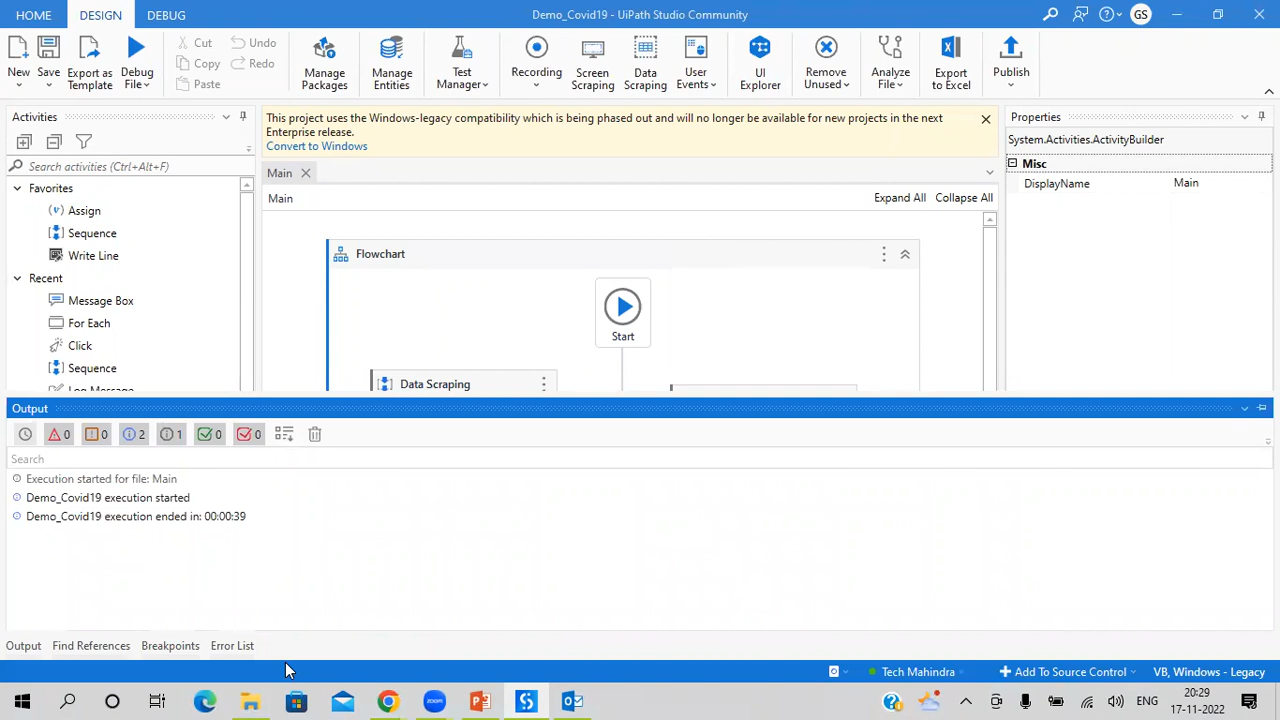 HOME DESIGN DEBUG
Demo_Covid19 - UiPath Studio Community
GS
New
Save
Export as
Template
Debug
File
Cut
Copy
Paste
Undo
Redo
Manage
Packages
Manage
Entities
Test
Manager
Recording
Screen
Scraping
Data
Scraping
User
Events
UI
Explorer
Remove
Unused
Analyze
File
Export
to Excel
Publish
Activities
Search activities (Ctrl+Alt+F)
Favorites
Assign
Sequence
Write Line
Recent
Message Box
For Each
Click
Sequence
Log Message
This project uses the Windows-legacy compatibility which is being phased out and will no longer be available for new projects in the next
Enterprise release.
Convert to Windows
Main
Main
Expand All Collapse All
Flowchart
Start
Data Scraping
Properties
System.Activities.ActivityBuilder
Misc
DisplayName Main
Output
0 0 2 1 0 0
Search
Execution started for file: Main
Demo_Covid19 execution started
Demo_Covid19 execution ended in: 00:00:39
Output Find References Breakpoints Error List
Tech Mahindra
Add To Source Control
VB, Windows - Legacy
zoom
ENG
20:29
17-11-2022